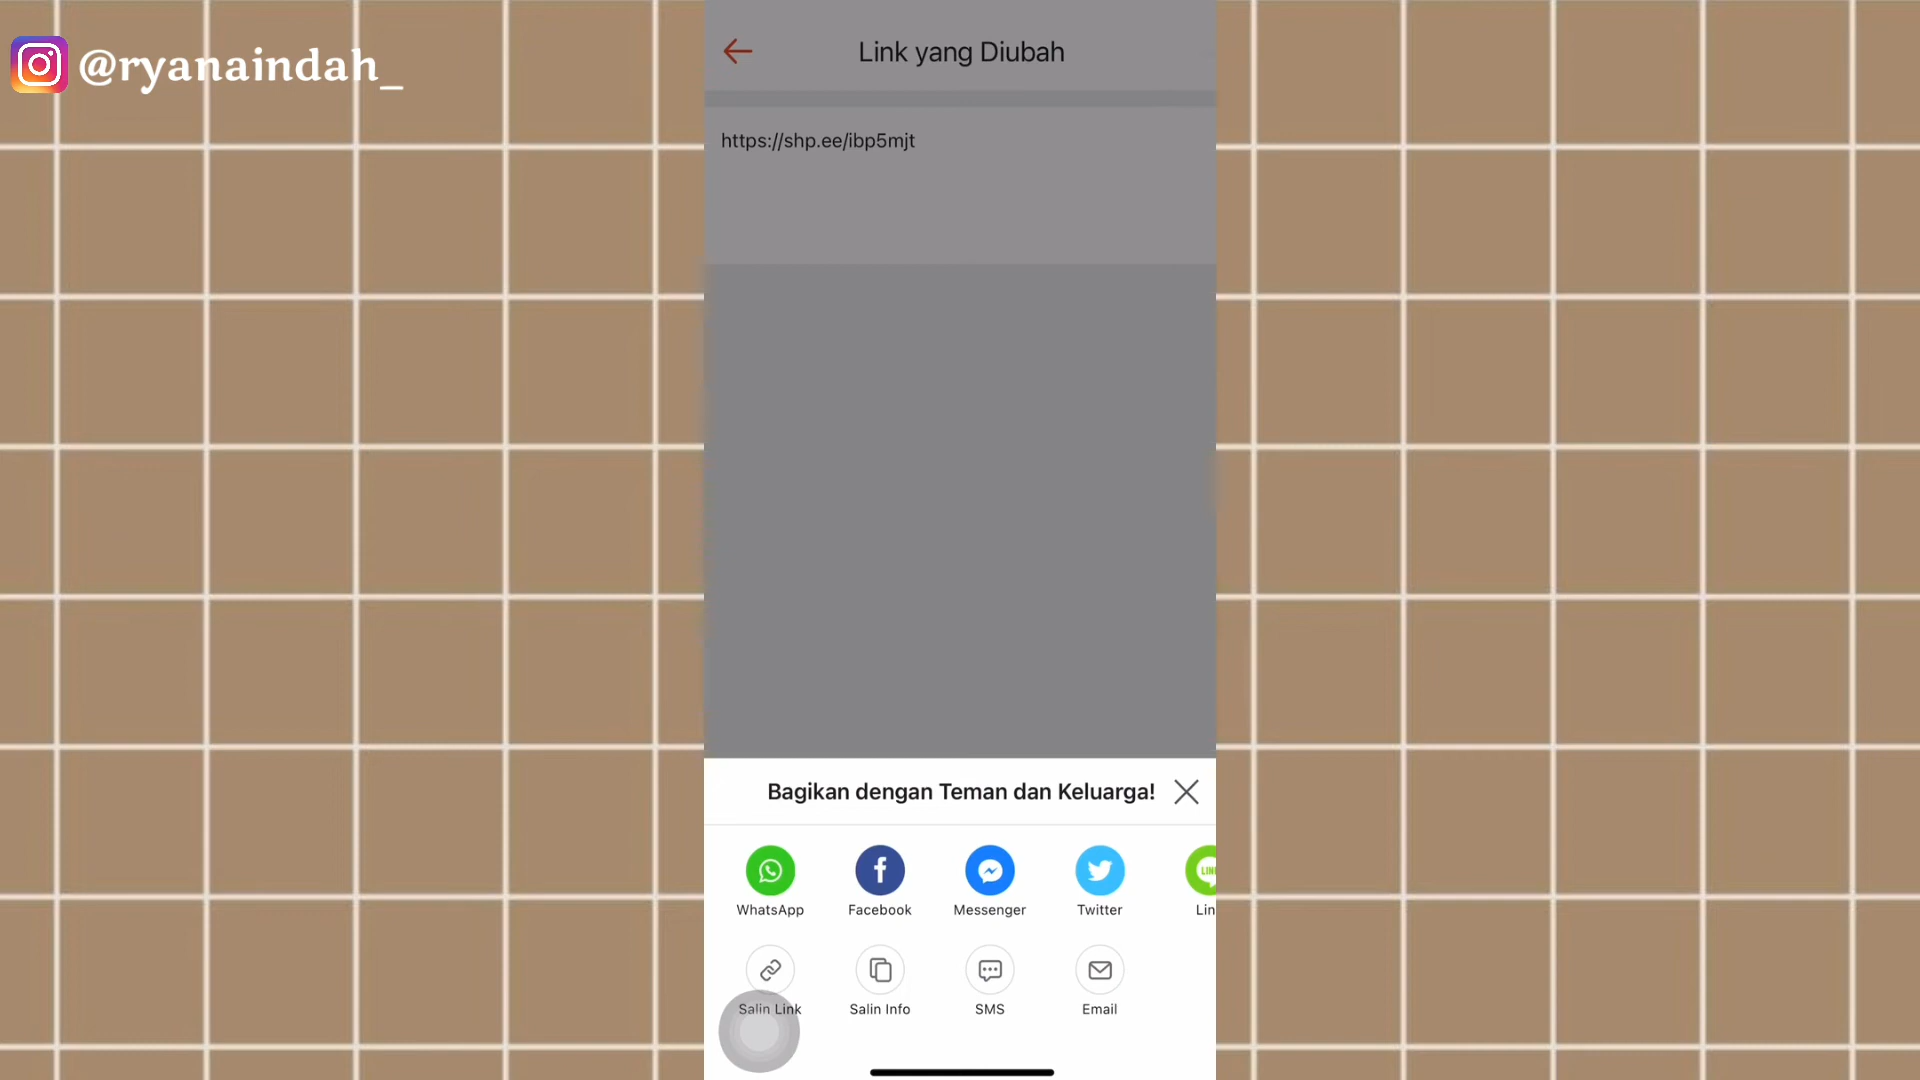 @ryanaindah_
Link yang Diubah
https://shp.ee/ibp5mjt
Bagikan dengan Teman dan Keluarga!
WhatsApp Facebook Messenger Twitter Lin
Salin Link Salin Info SMS Email